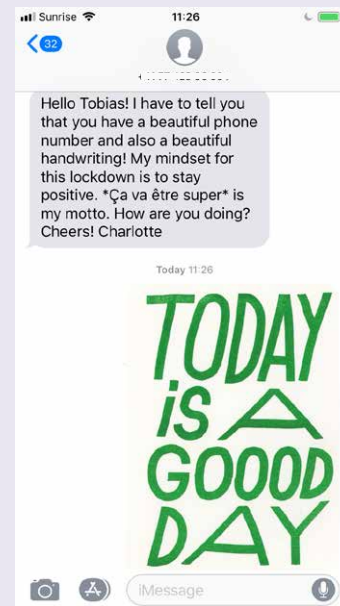 Sunrise 11:26
32
Hello Tobias! I have to tell you
that you have a beautiful phone
number and also a beautiful
handwriting! My mindset for
this lockdown is to stay
positive. *Ça va être super* is
my motto. How are you doing?
Cheers! Charlotte
Today 11:26
TODAY
iS A
GOOOD
DAY
iMessage